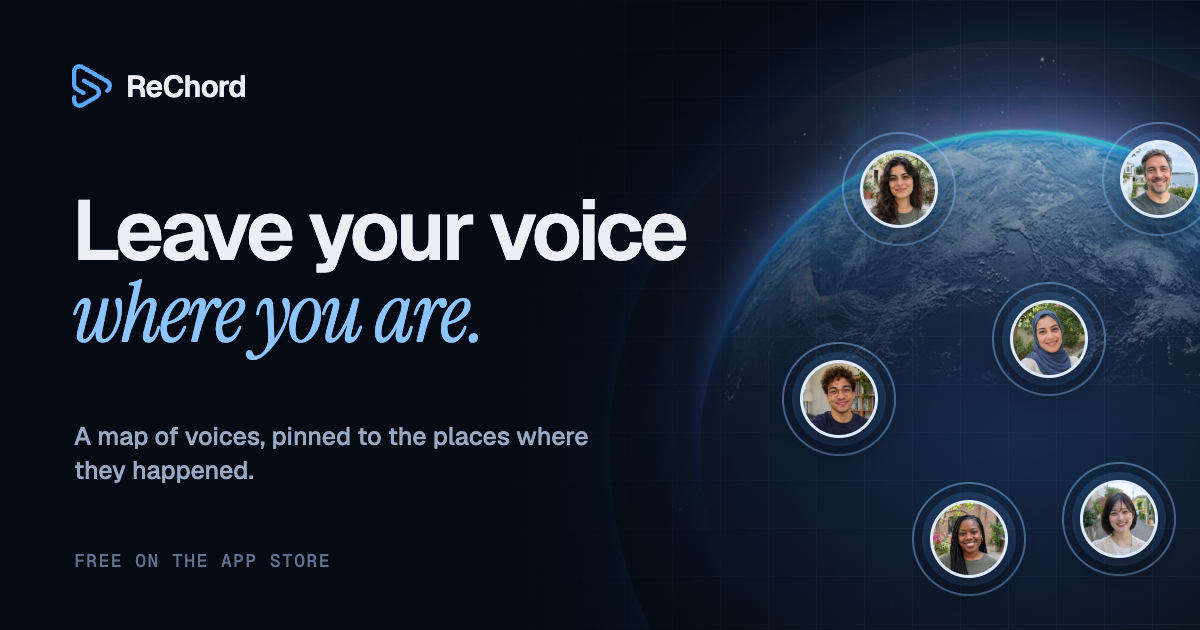 ReChord
Leave your voice
where you are.
A map of voices, pinned to the places where
they happened.
FREE ON THE APP STORE